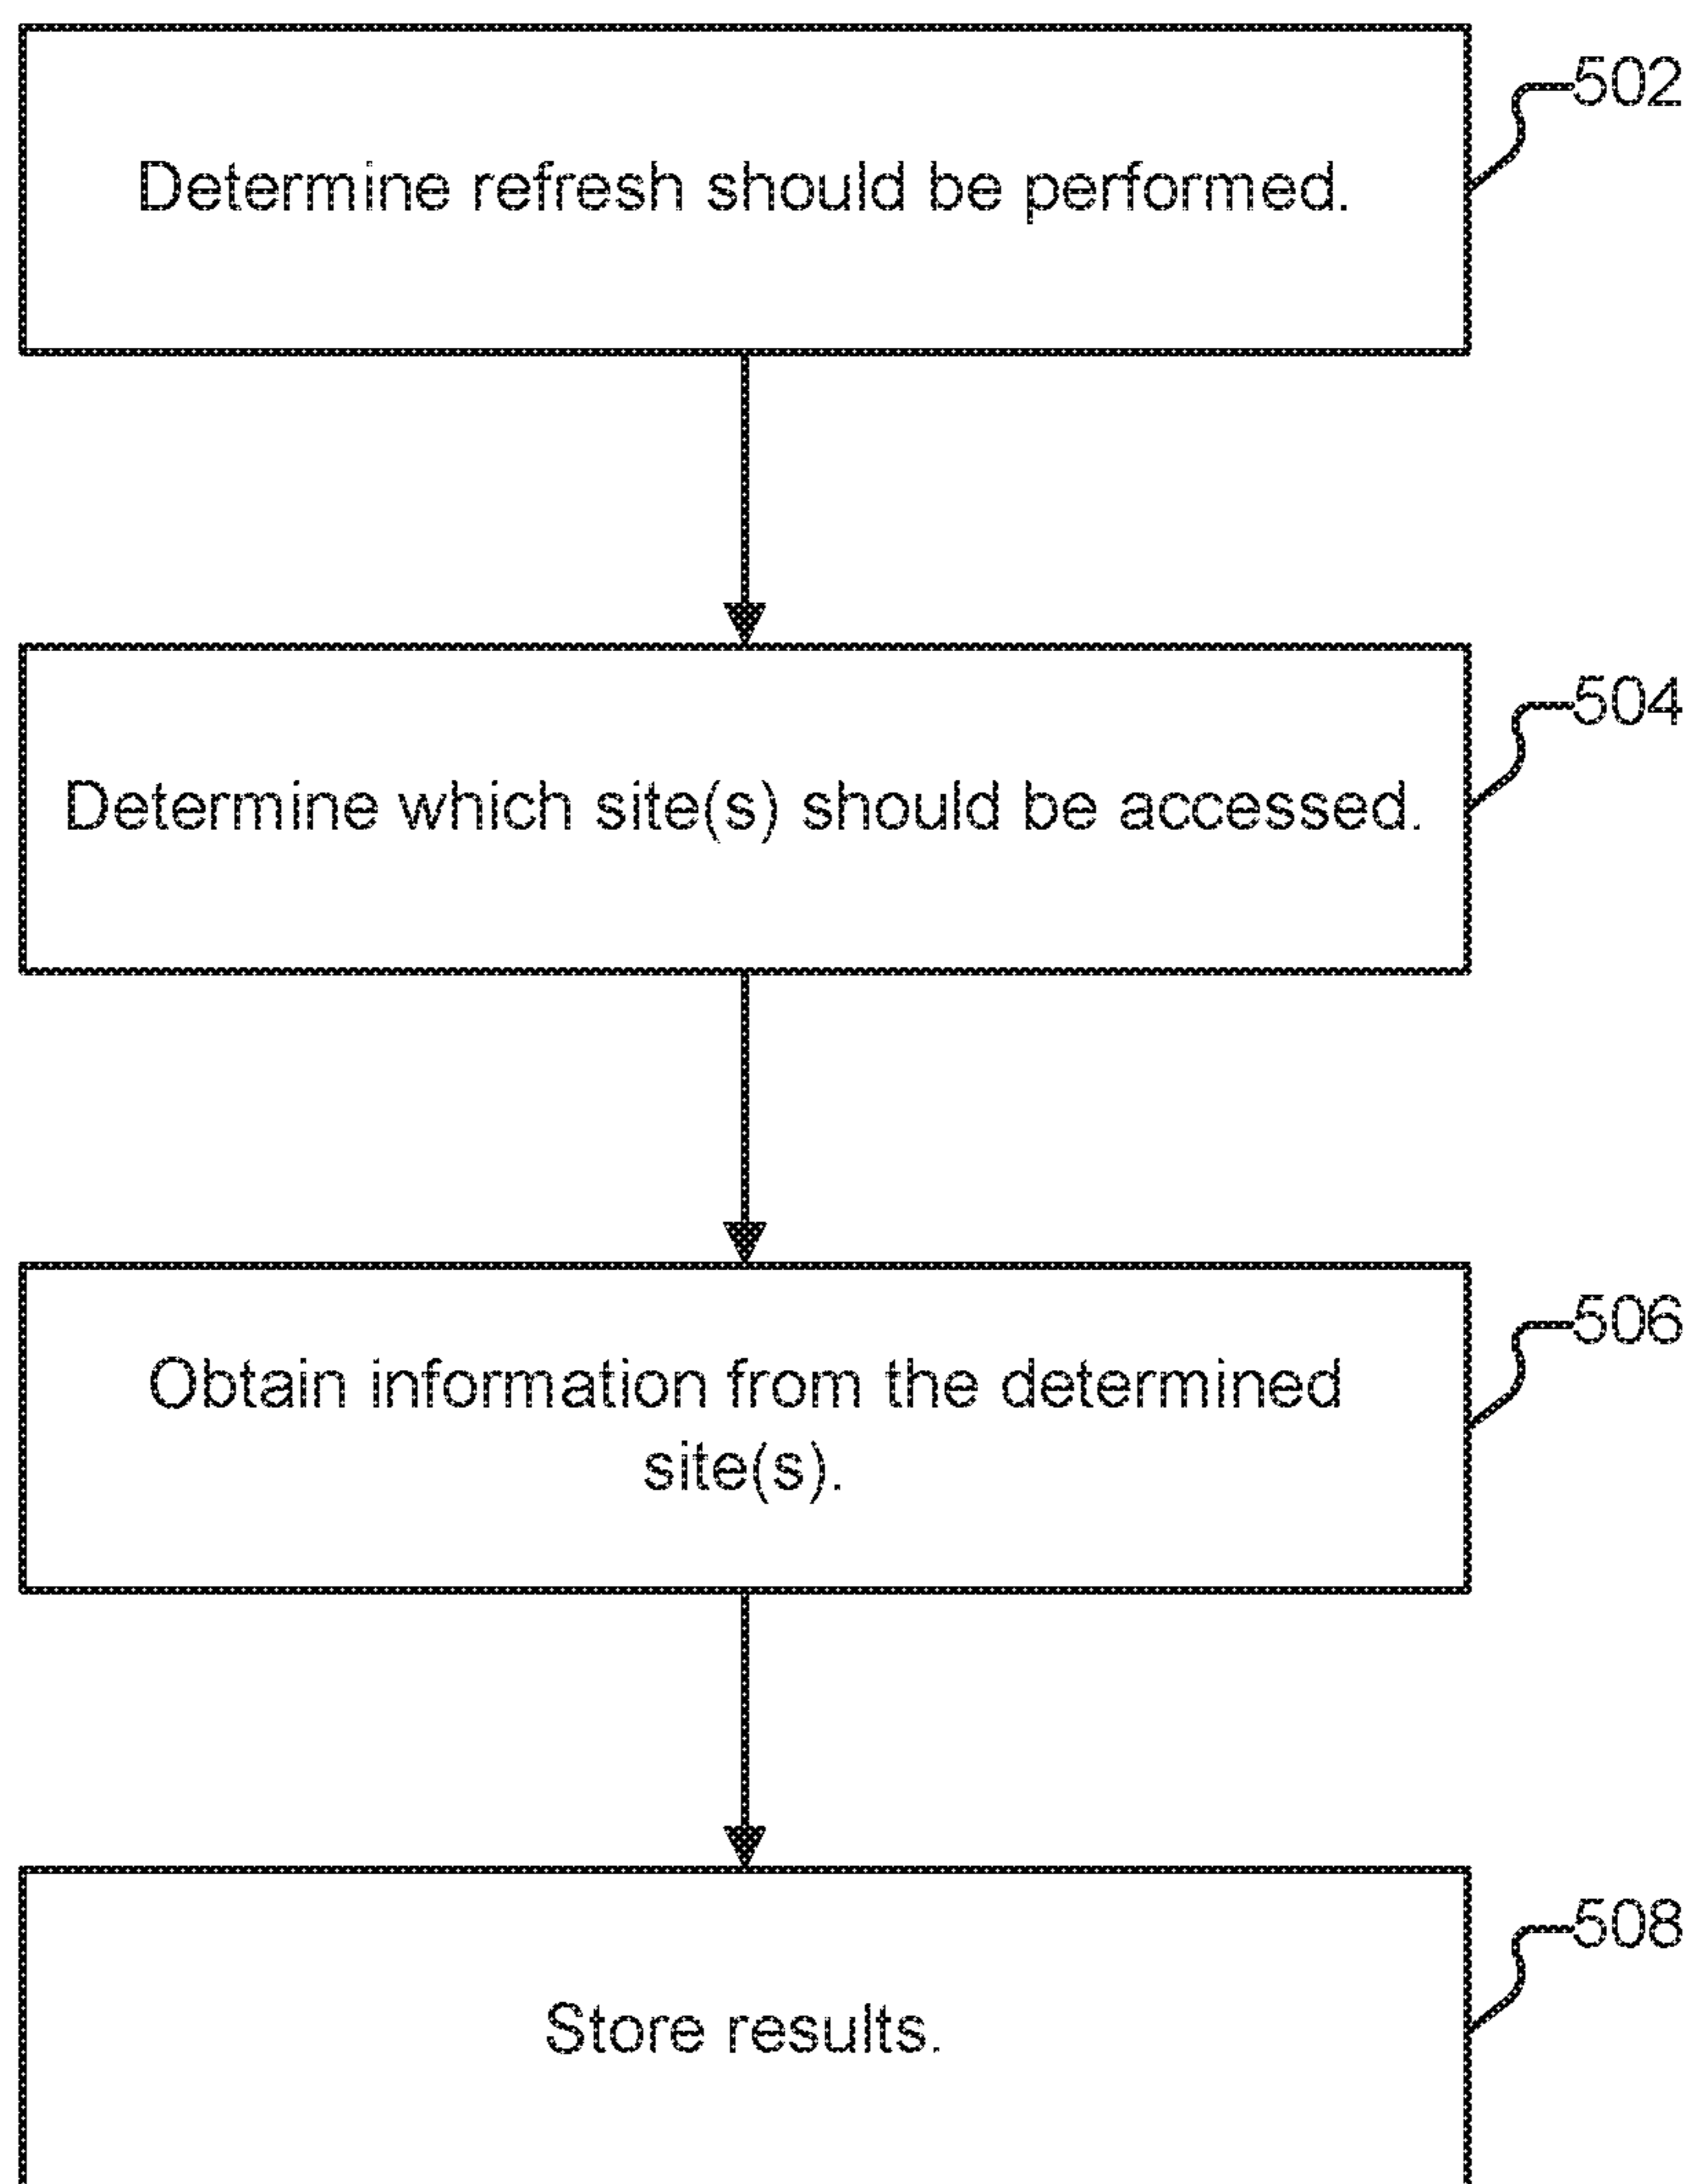 502
Determine refresh should be performed.
504
Determine which site(s) should be accessed.
506
Obtain information from the determined
site(s).
508
Store results.